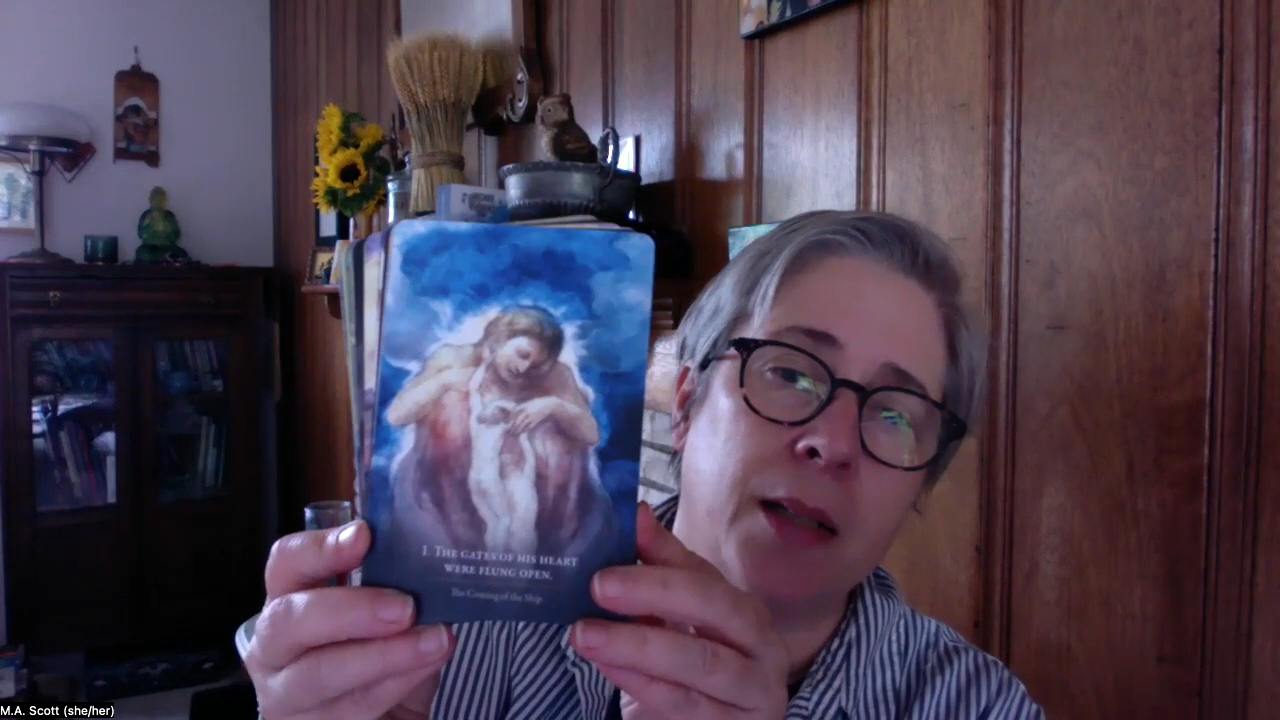 1. The gates of his heart
were flung open.
The Coming of the Ship
M.A. Scott (she/her)